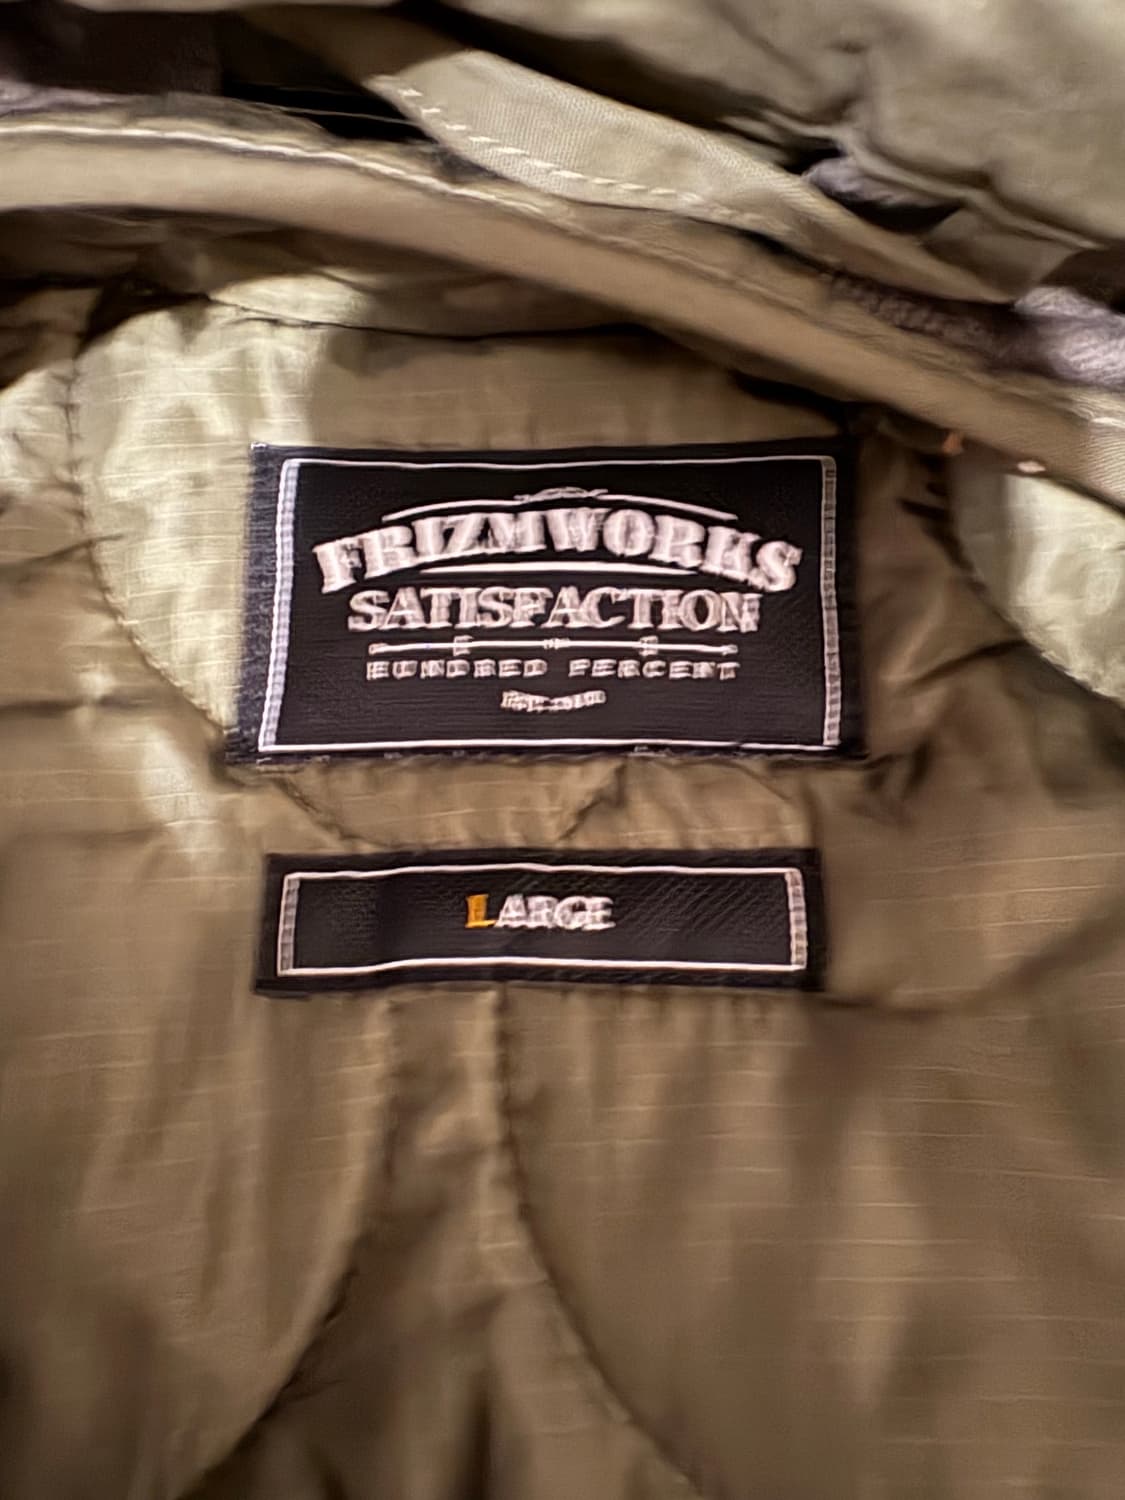 FRIZMWORKS
SATISFACTION
HUNDRED PERCENT
LARGE